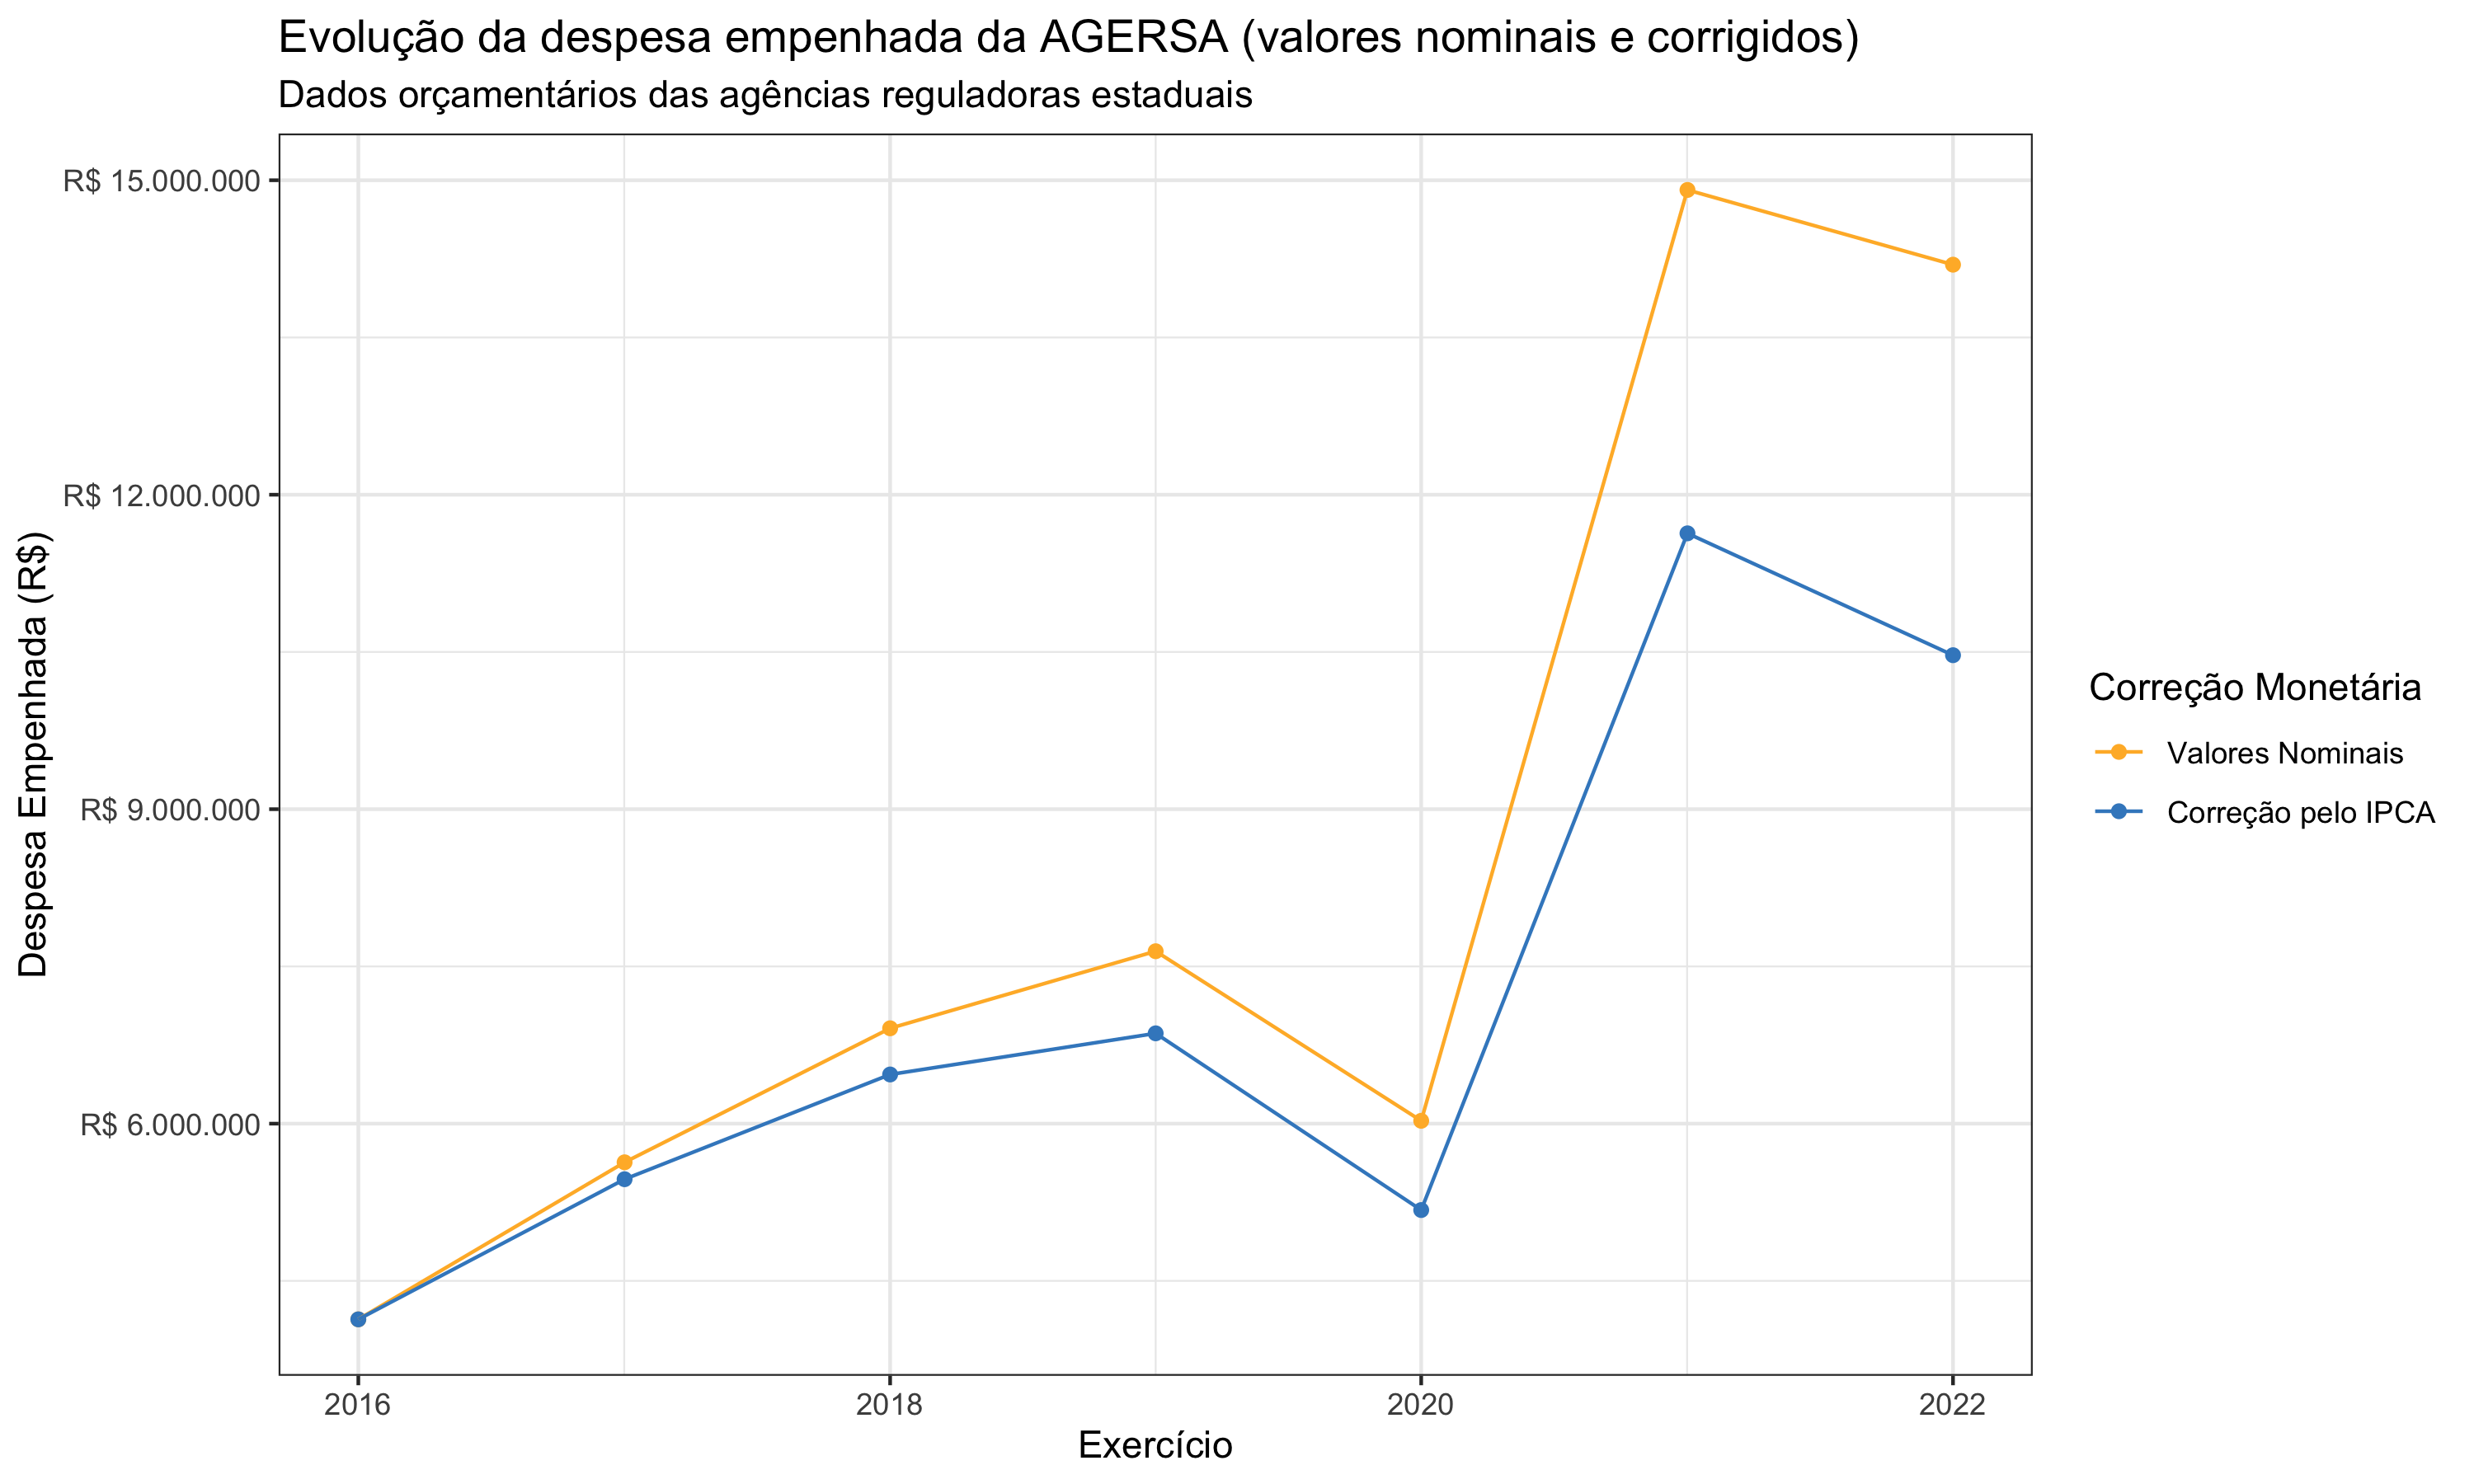 Evolução da despesa empenhada da AGERSA (valores nominais e corrigidos)
Dados orçamentários das agências reguladoras estaduais
R$ 15.000.000
R$ 12.000.000
R$ 9.000.000
R$ 6.000.000
Despesa Empenhada (R$)
2016
2018
2020
2022
Exercício
Correção Monetária
Valores Nominais
Correção pelo IPCA